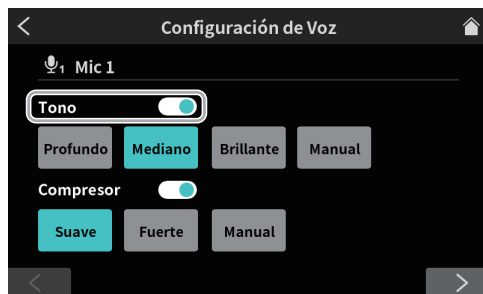 Configuración de Voz
1 Mic 1
Tono
Profundo Mediano Brillante Manual
Compresor
Suave Fuerte Manual